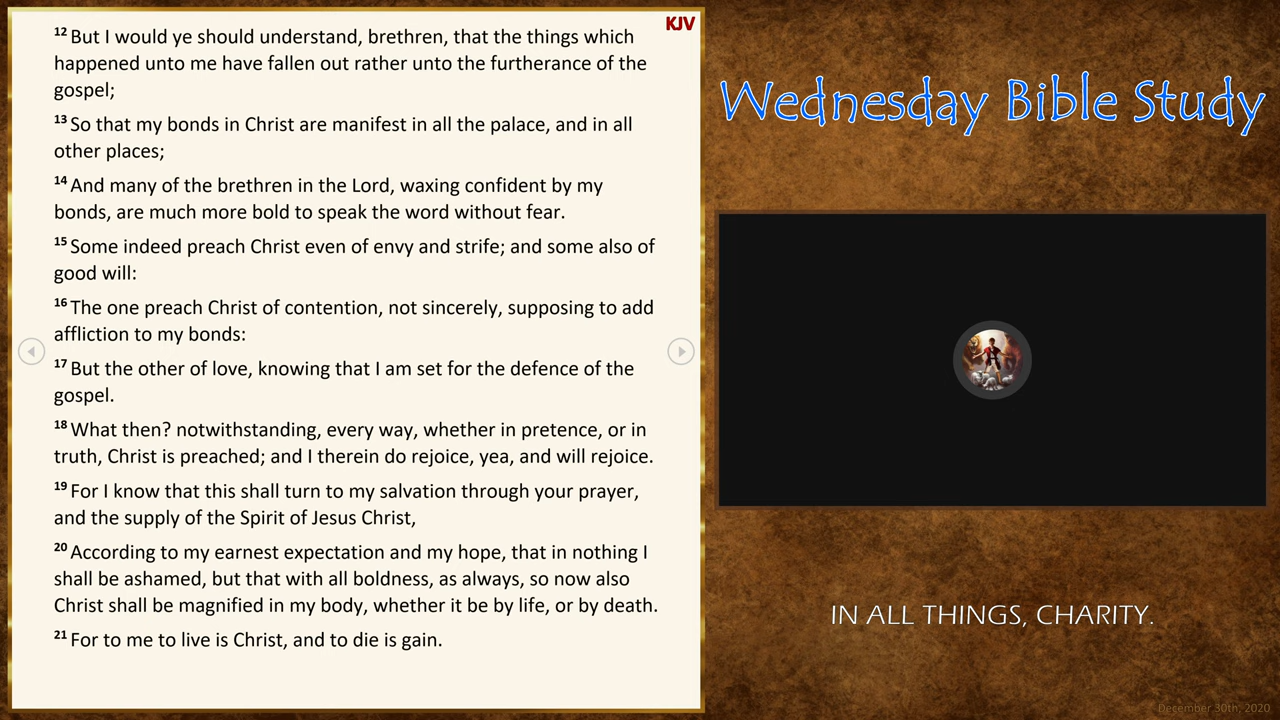 KJV
12 But I would ye should understand, brethren, that the things which
happened unto me have fallen out rather unto the furtherance of the
gospel;
13 So that my bonds in Christ are manifest in all the palace, and in all
other places;
14 And many of the brethren in the Lord, waxing confident by my
bonds, are much more bold to speak the word without fear.
15 Some indeed preach Christ even of envy and strife; and some also of
good will:
16 The one preach Christ of contention, not sincerely, supposing to add
affliction to my bonds:
17 But the other of love, knowing that I am set for the defence of the
gospel.
18 What then? notwithstanding, every way, whether in pretence, or in
truth, Christ is preached; and I therein do rejoice, yea, and will rejoice.
19 For I know that this shall turn to my salvation through your prayer,
and the supply of the Spirit of Jesus Christ,
20 According to my earnest expectation and my hope, that in nothing I
shall be ashamed, but that with all boldness, as always, so now also
Christ shall be magnified in my body, whether it be by life, or by death.
21 For to me to live is Christ, and to die is gain.
Wednesday Bible Study
IN ALL THINGS, CHARITY.
December 30th, 2020